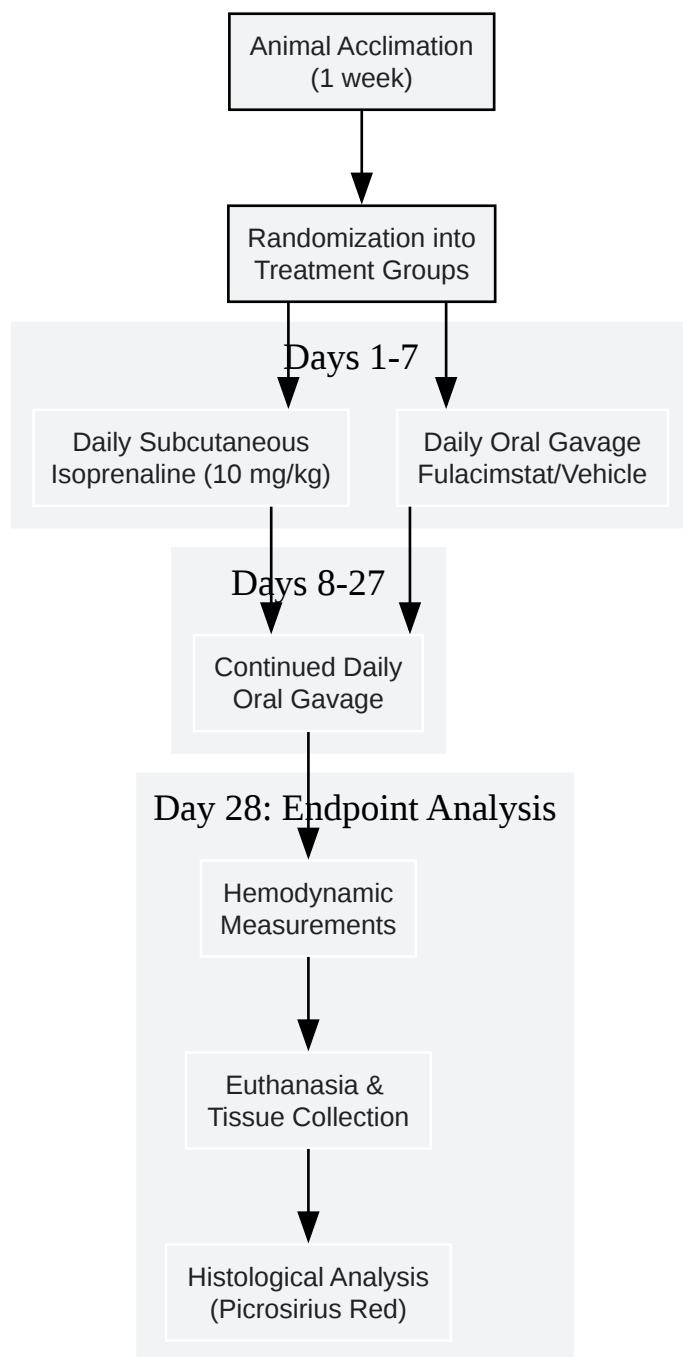 Animal Acclimation
(1 week)
Randomization into
Treatment Groups
Days 1-7
Daily Subcutaneous
Isoprenaline (10 mg/kg)
Daily Oral Gavage
Fulacimstat/Vehicle
Days 8-27
Continued Daily
Oral Gavage
Day 28: Endpoint Analysis
Hemodynamic
Measurements
Euthanasia &
Tissue Collection
Histological Analysis
(Picrosirius Red)